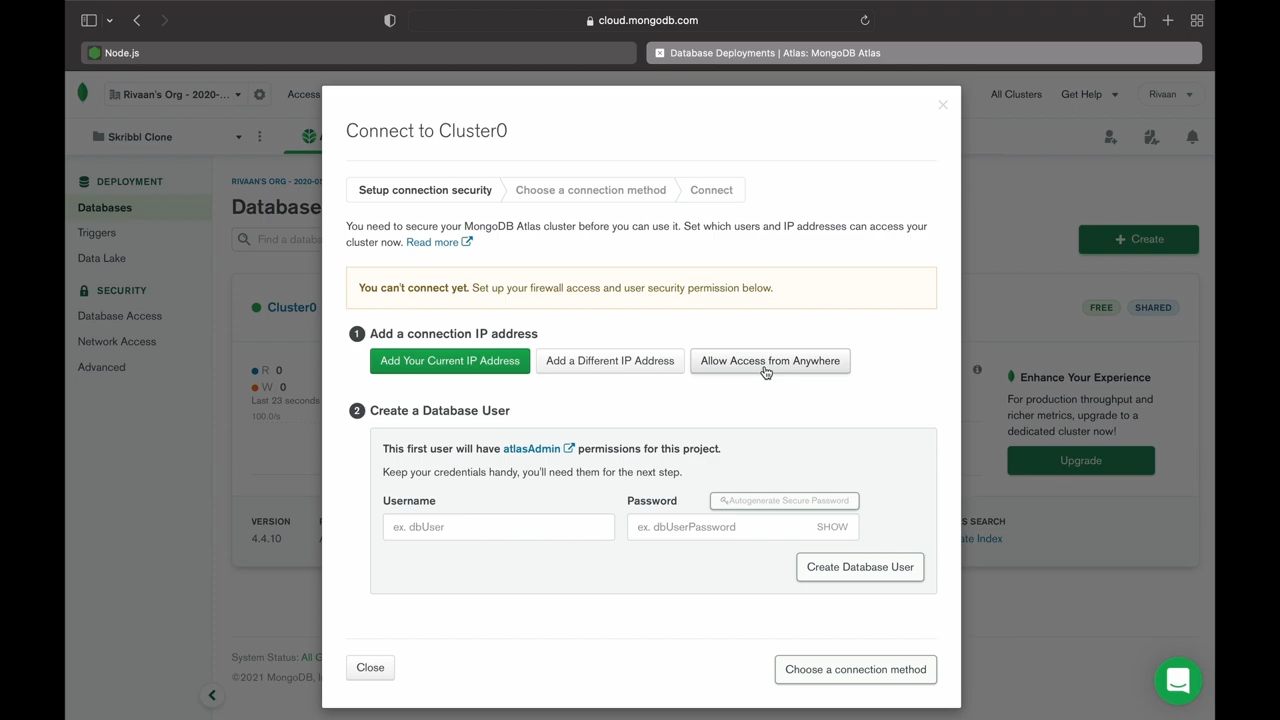 cloud.mongodb.com
Node.js
Database Deployments | Atlas: MongoDB Atlas
Rivaan's Org - 2020-...
Access
All Clusters
Get Help
Rivaan
Skribbl Clone
DEPLOYMENT
Databases
Triggers
Data Lake
SECURITY
Database Access
Network Access
Advanced
RIVAAN'S ORG - 2020-0
Database
Find a databa
Create
Cluster0
FREE
SHARED
R 0
W 0
Last 23 seconds
100.0/s
Enhance Your Experience
For production throughput and
richer metrics, upgrade to a
dedicated cluster now!
Upgrade
VERSION
4.4.10
S SEARCH
ate Index
System Status: All G
©2021 MongoDB, I
Connect to Cluster0
Setup connection security
Choose a connection method
Connect
You need to secure your MongoDB Atlas cluster before you can use it. Set which users and IP addresses can access your
cluster now. Read more
You can't connect yet. Set up your firewall access and user security permission below.
1 Add a connection IP address
Add Your Current IP Address
Add a Different IP Address
Allow Access from Anywhere
2 Create a Database User
This first user will have atlasAdmin permissions for this project.
Keep your credentials handy, you'll need them for the next step.
Username
Password
Autogenerate Secure Password
ex. dbUser
ex. dbUserPassword
SHOW
Create Database User
Close
Choose a connection method